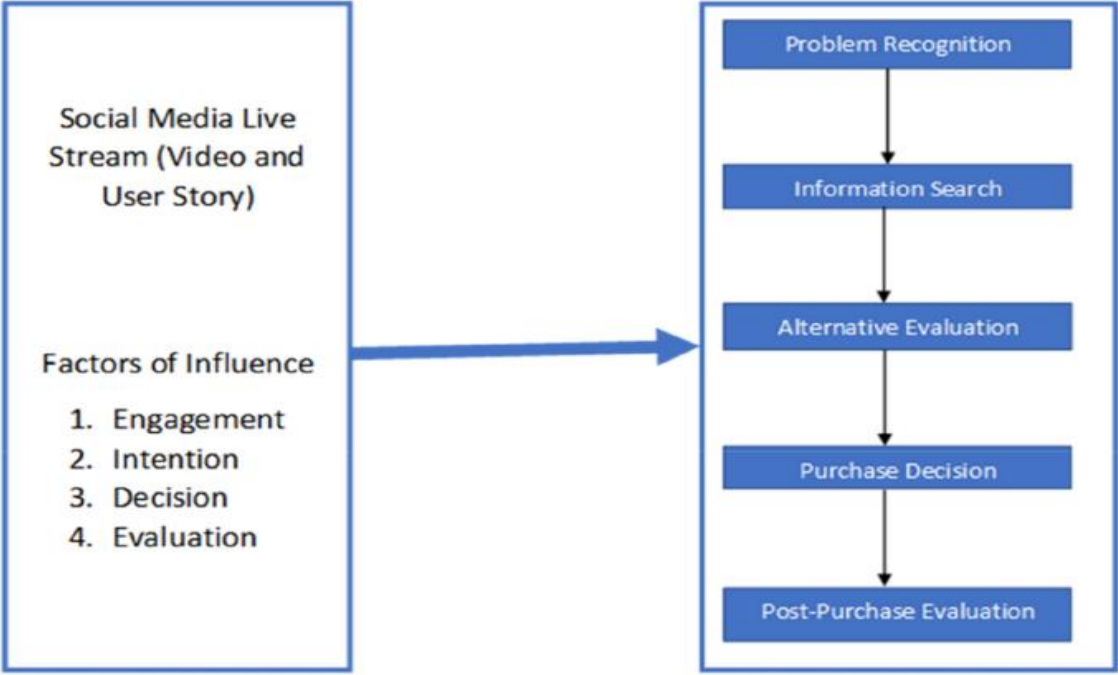 Social Media Live
Stream (Video and
User Story)
Factors of Influence
1. Engagement
2. Intention
3. Decision
4. Evaluation
Problem Recognition
Information Search
Alternative Evaluation
Purchase Decision
Post-Purchase Evaluation